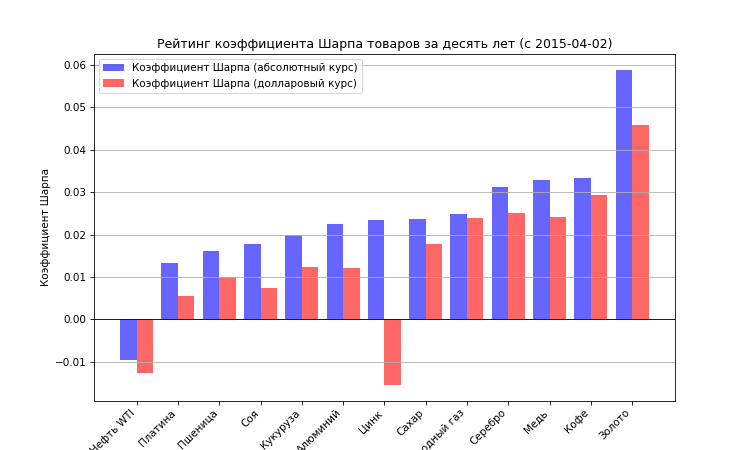 Рейтинг коэффициента Шарпа товаров за десять лет (с 2015-04-02)
Коэффициент Шарпа (абсолютный курс)
Коэффициент Шарпа (долларовый курс)
Коэффициент Шарпа
0.06
0.05
0.04
0.03
0.02
0.01
0.00
−0.01
Нефть WTI
Платина
Пшеница
Соя
Кукуруза
Алюминий
Цинк
Сахар
одный газ
Серебро
Медь
Кофе
Золото